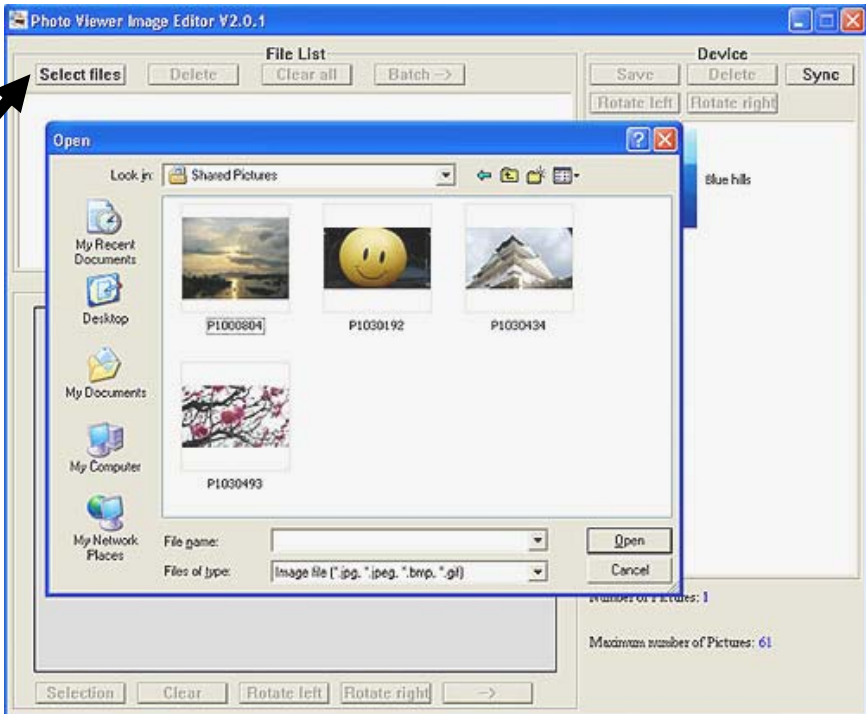 Photo Viewer Image Editor V2.0.1
File List
Select files
Delete
Clear all
Batch -->
Device
Save
Delete
Sync
Rotate left
Rotate right
Blue hills
Open
Look in:
Shared Pictures
My Recent
Documents
Desktop
My Documents
My Computer
My Network
Places
P1000804
P1030192
P1030434
P1030493
File name:
Open
Files of type:
Image file (*.jpg, *.jpeg, *.bmp, *.gif)
Cancel
Number of Pictures: 1
Maximum number of Pictures: 61
Selection
Clear
Rotate left
Rotate right
-->